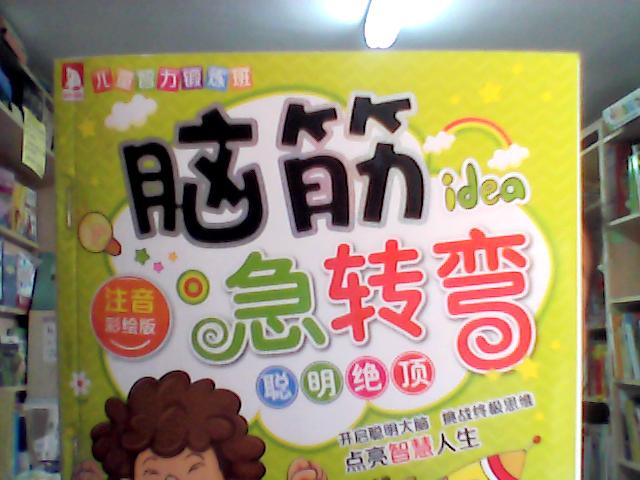 儿童智力锻炼班
脑筋
idea
急转弯
注音
彩绘版
聪明绝顶
开启聪明大脑 挑战终极思维
点亮智慧人生